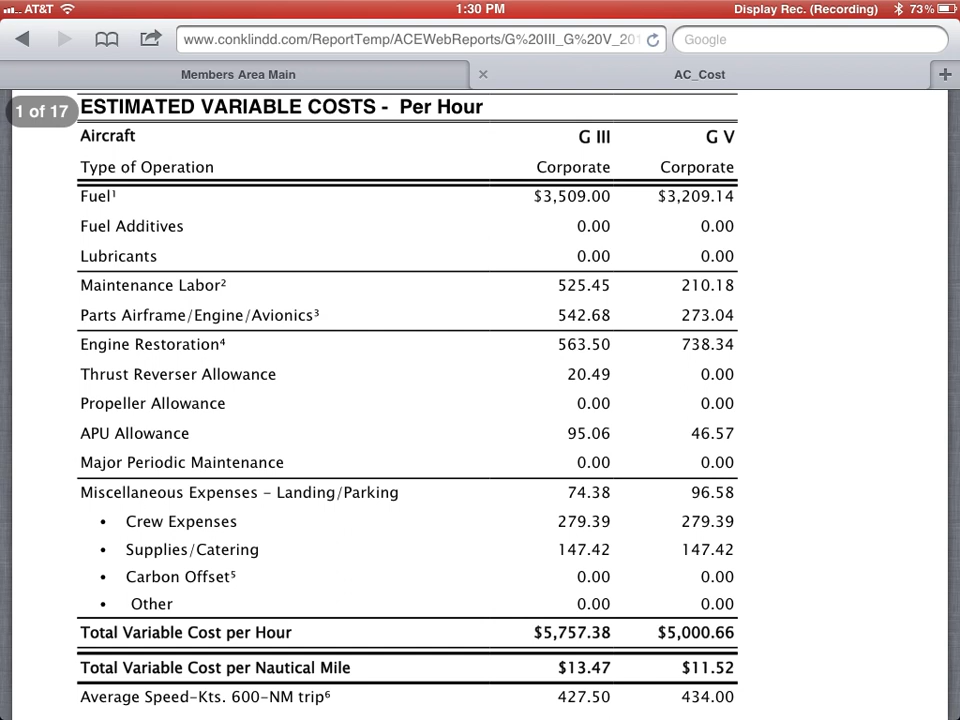 AT&T 1:30 PM Display Rec. (Recording) 73%
www.conklindd.com/ReportTemp/ACEWebReports/G%20III_G%20V_20 Google
Members Area Main AC_Cost
1 of 17 ESTIMATED VARIABLE COSTS - Per Hour
Aircraft G III G V
Type of Operation Corporate Corporate
Fuel¹ $3,509.00 $3,209.14
Fuel Additives 0.00 0.00
Lubricants 0.00 0.00
Maintenance Labor² 525.45 210.18
Parts Airframe/Engine/Avionics³ 542.68 273.04
Engine Restoration⁴ 563.50 738.34
Thrust Reverser Allowance 20.49 0.00
Propeller Allowance 0.00 0.00
APU Allowance 95.06 46.57
Major Periodic Maintenance 0.00 0.00
Miscellaneous Expenses – Landing/Parking 74.38 96.58
• Crew Expenses 279.39 279.39
• Supplies/Catering 147.42 147.42
• Carbon Offset⁵ 0.00 0.00
• Other 0.00 0.00
Total Variable Cost per Hour $5,757.38 $5,000.66
Total Variable Cost per Nautical Mile $13.47 $11.52
Average Speed–Kts. 600–NM trip⁶ 427.50 434.00